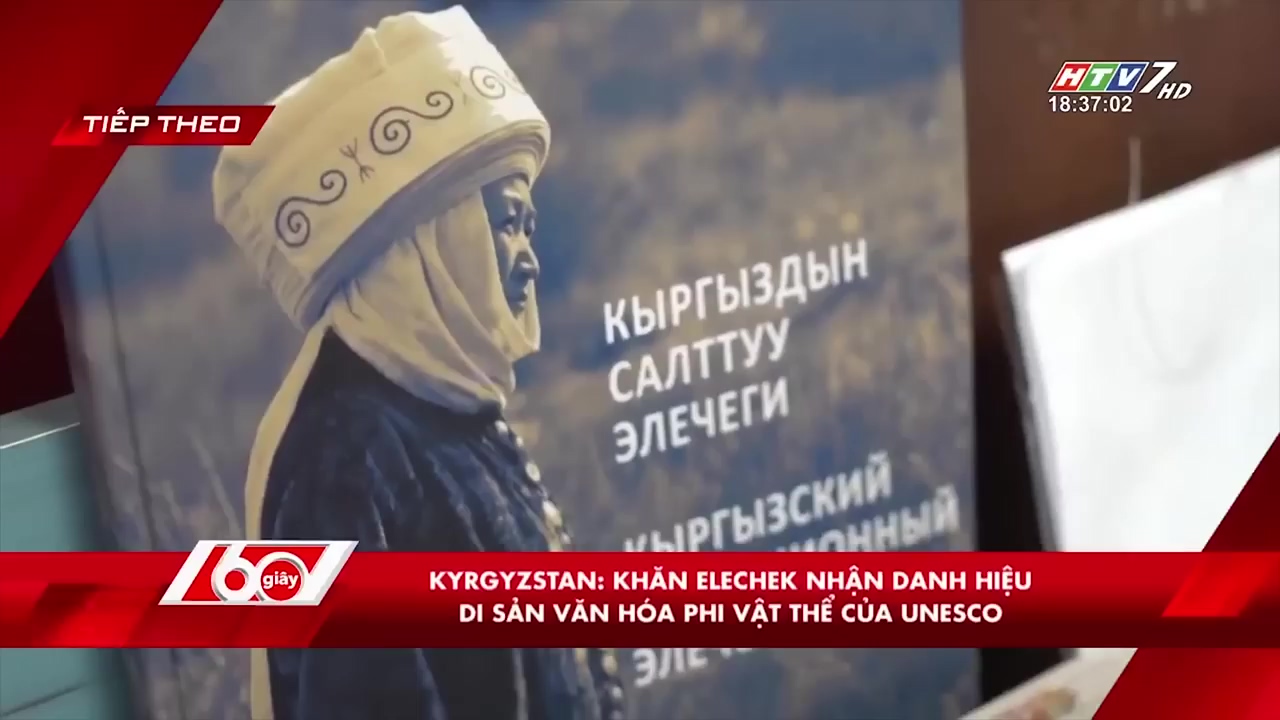 HTV7 HD
18:37:02
TIẾP THEO
КЫРГЫЗДЫН
САЛТТУУ
ЭЛЕЧЕГИ
КЫРГЫЗСКИЙ
60 giây
KYRGYZSTAN: KHĂN ELECHEK NHẬN DANH HIỆU
DI SẢN VĂN HÓA PHI VẬT THỂ CỦA UNESCO